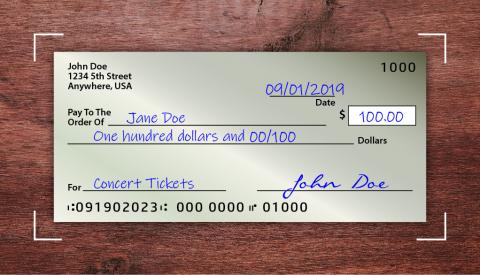 John Doe
1234 5th Street
Anywhere, USA
1000
09/01/2019
Date
Pay To The
Order Of Jane Doe $ 100.00
One hundred dollars and 00/100 Dollars
For Concert Tickets John Doe
⑆091902023⑆ 000 0000 ⑈ 01000